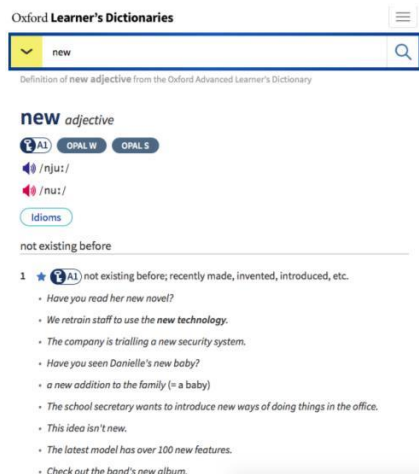 Oxford Learner's Dictionaries
new
Definition of new adjective from the Oxford Advanced Learner's Dictionary
new adjective
A1 OPAL W OPAL S
/njuː/
/nuː/
Idioms
not existing before
1 ★ A1 not existing before; recently made, invented, introduced, etc.
• Have you read her new novel?
• We retrain staff to use the new technology.
• The company is trialling a new security system.
• Have you seen Danielle's new baby?
• a new addition to the family (= a baby)
• The school secretary wants to introduce new ways of doing things in the office.
• This idea isn't new.
• The latest model has over 100 new features.
• Check out the band's new album.